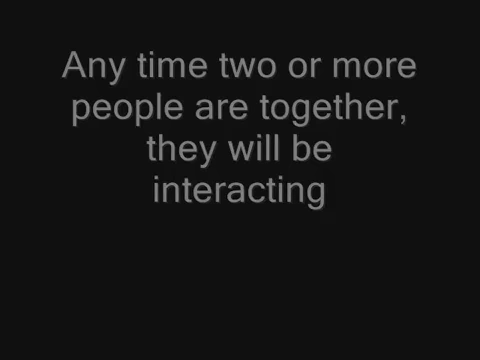 Any time two or more
people are together,
they will be
interacting